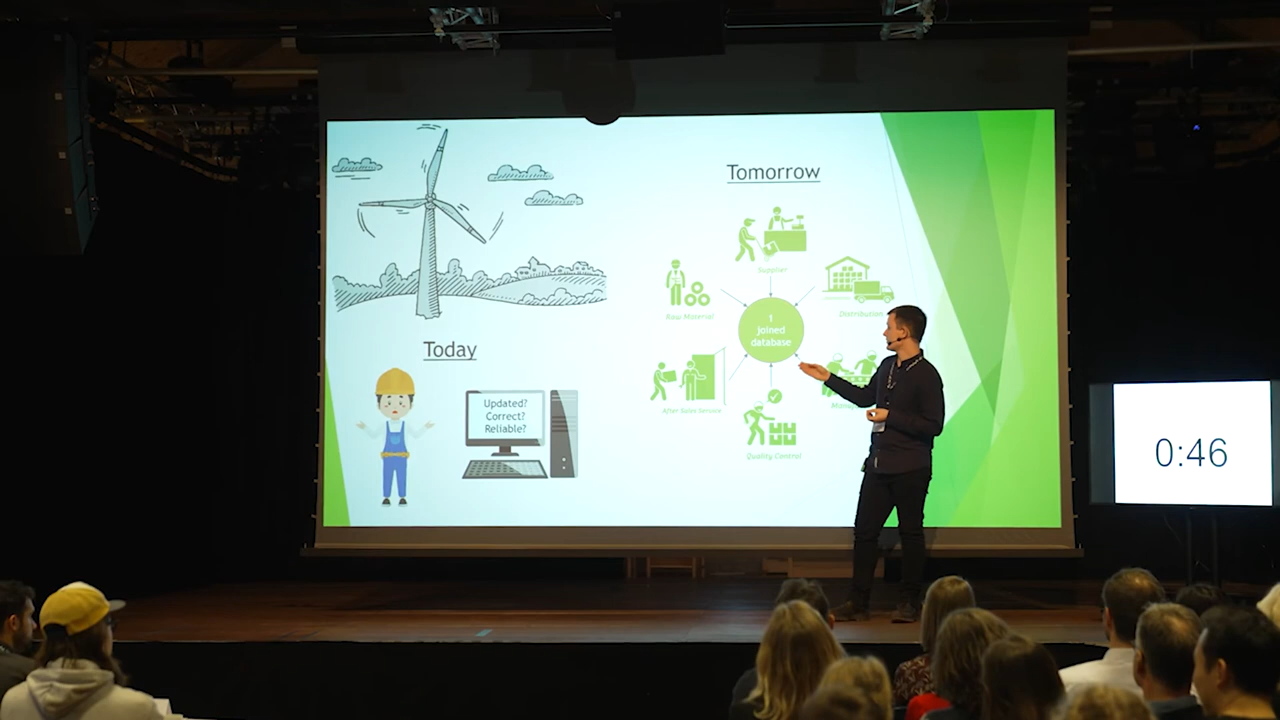 Tomorrow
Supplier
Raw Material
Distribution
1
joined
database
Today
After Sales Service
Updated?
Correct?
Reliable?
Quality Control
0:46